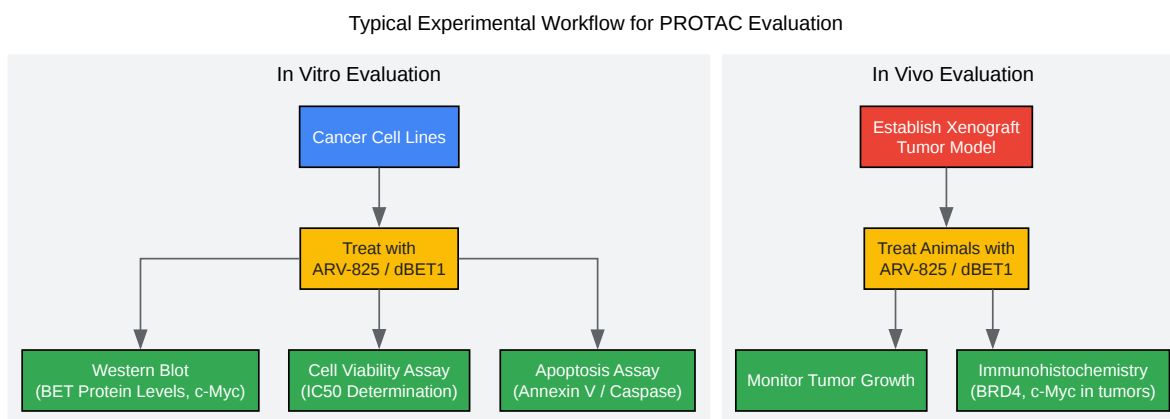 Typical Experimental Workflow for PROTAC Evaluation
In Vitro Evaluation
Cancer Cell Lines
Treat with
ARV-825 / dBET1
Western Blot
(BET Protein Levels, c-Myc)
Cell Viability Assay
(IC50 Determination)
Apoptosis Assay
(Annexin V / Caspase)
In Vivo Evaluation
Establish Xenograft
Tumor Model
Treat Animals with
ARV-825 / dBET1
Monitor Tumor Growth
Immunohistochemistry
(BRD4, c-Myc in tumors)